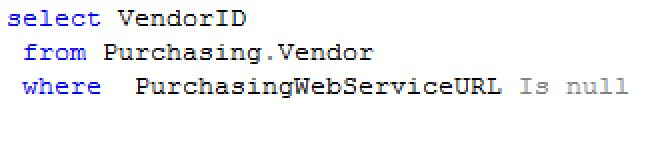 select VendorID
from Purchasing.Vendor
where PurchasingWebServiceURL Is null